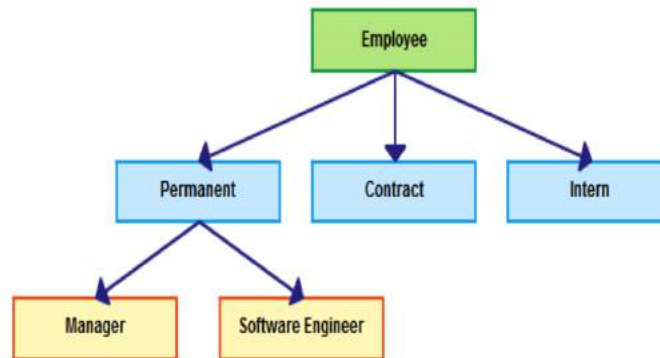 Employee
Permanent
Contract
Intern
Manager
Software Engineer